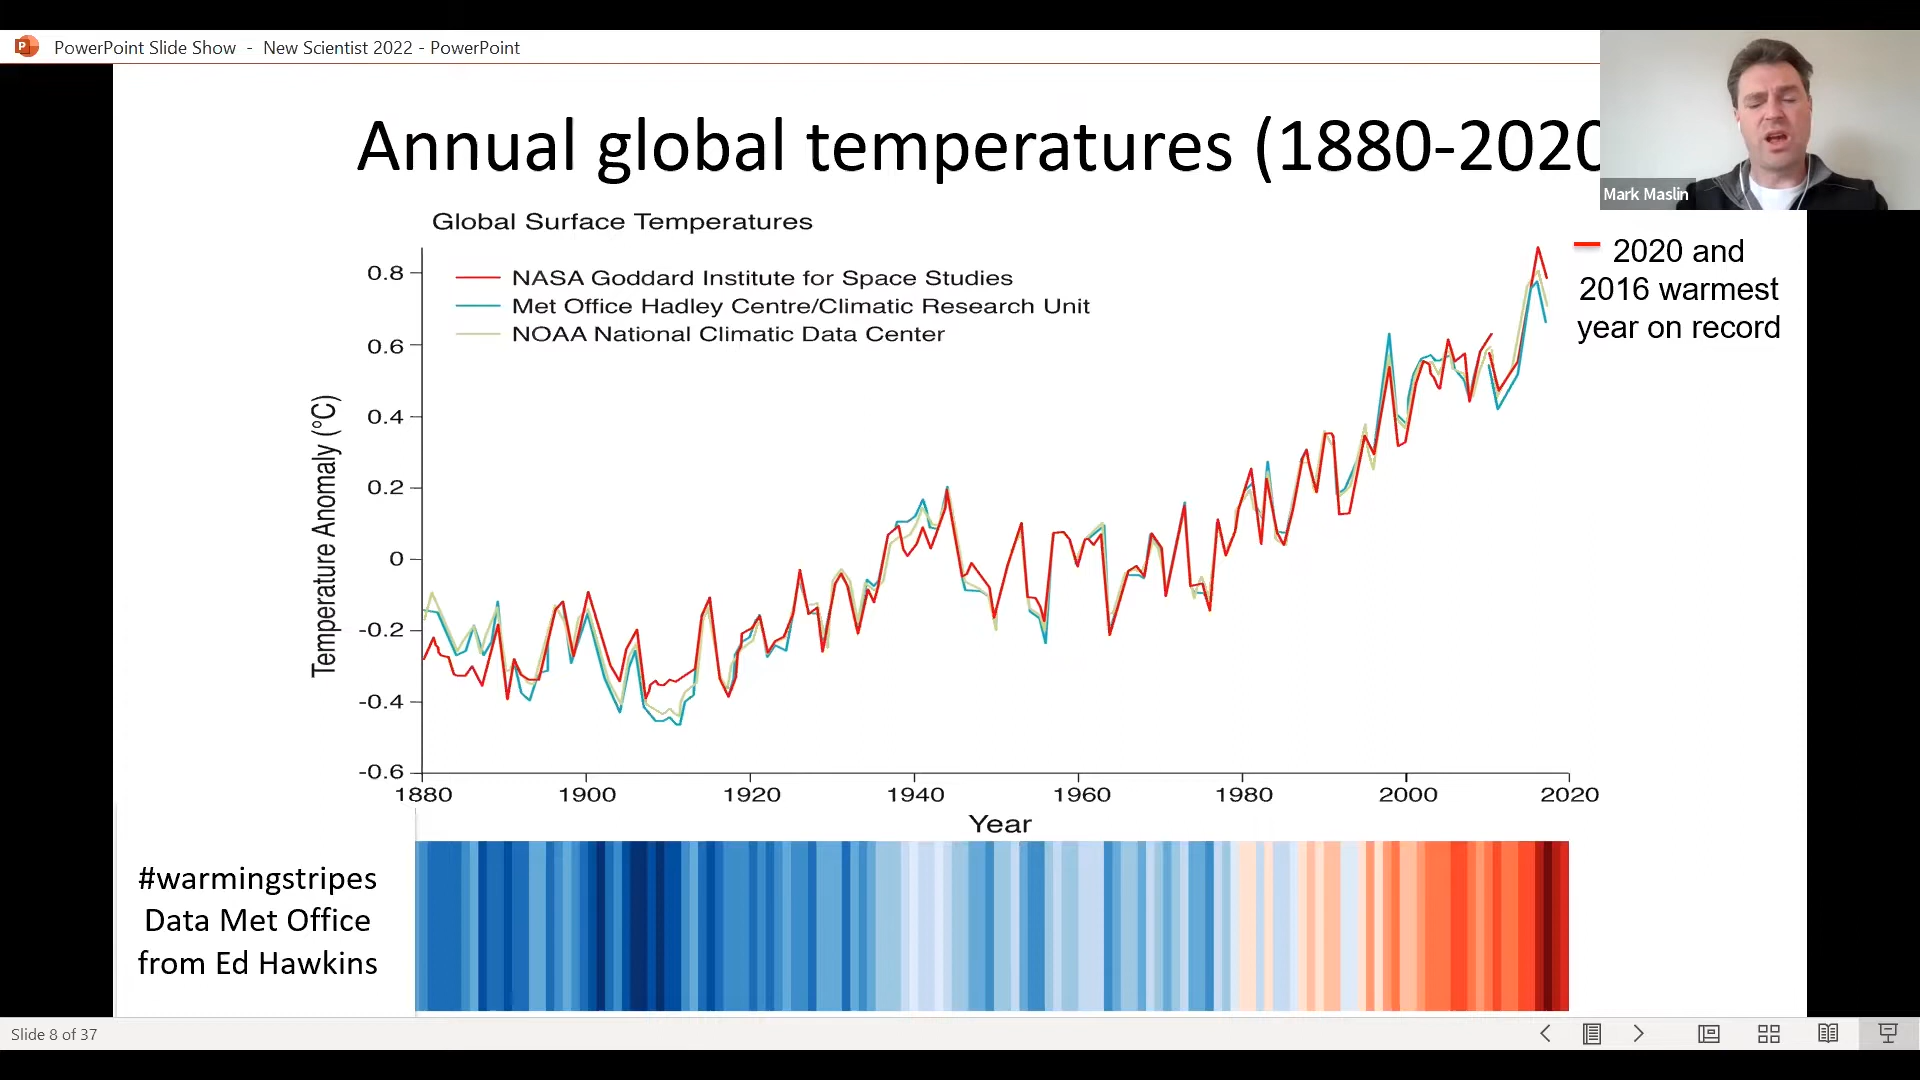 PowerPoint Slide Show - New Scientist 2022 - PowerPoint
Annual global temperatures (1880-2020
Mark Maslin
Global Surface Temperatures
NASA Goddard Institute for Space Studies
Met Office Hadley Centre/Climatic Research Unit
NOAA National Climatic Data Center
2020 and
2016 warmest
year on record
Temperature Anomaly (°C)
0.8
0.6
0.4
0.2
0
-0.2
-0.4
-0.6
1880 1900 1920 1940 1960 1980 2000 2020
Year
#warmingstripes
Data Met Office
from Ed Hawkins
Slide 8 of 37